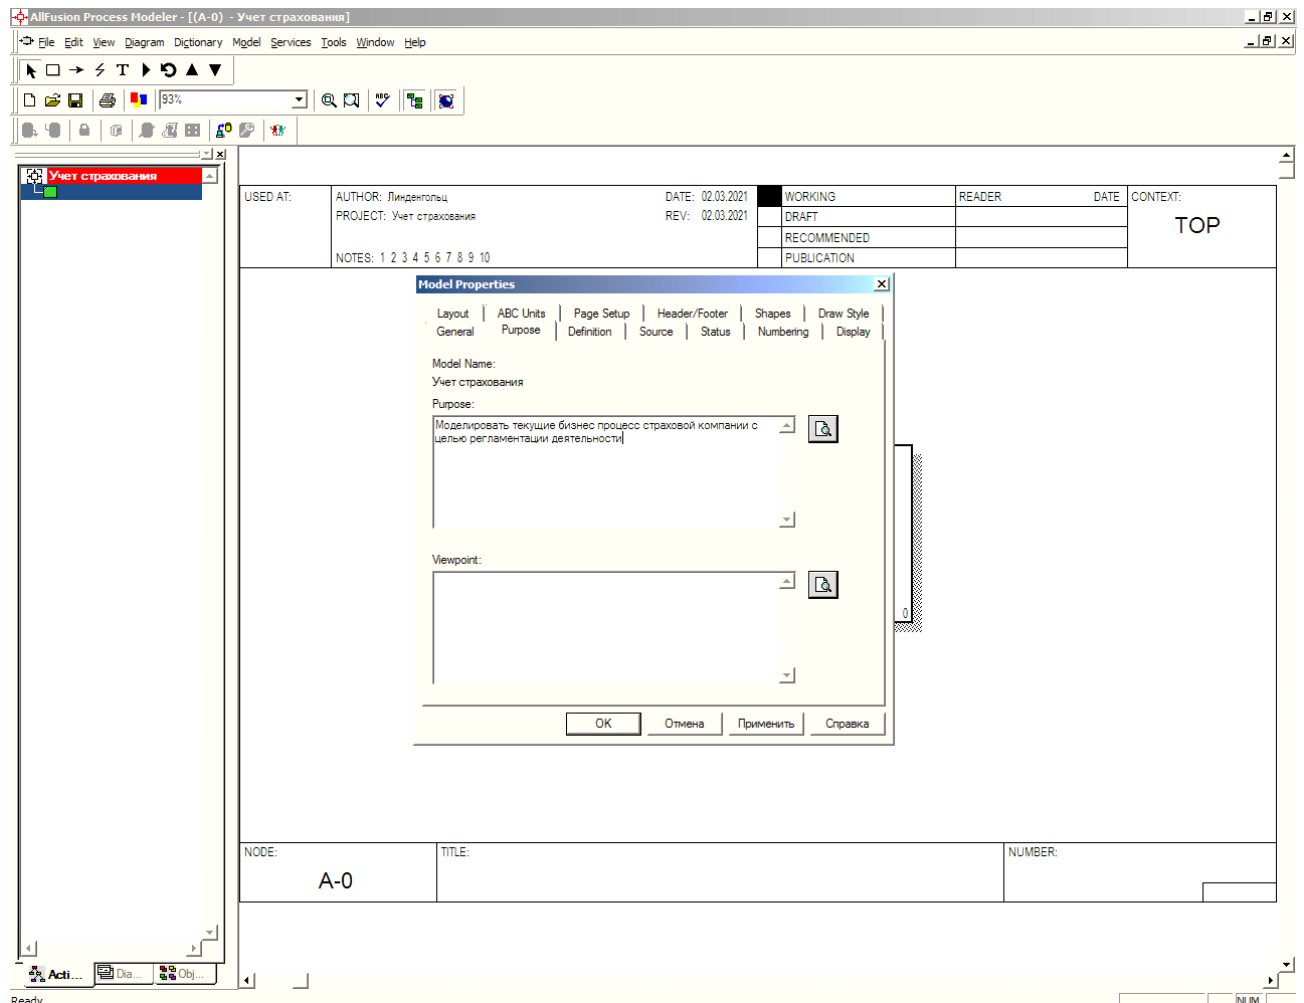 AllFusion Process Modeler - [(A-0) - Учет страхования]
File Edit View Diagram Dictionary Model Services Tools Window Help
93%
Учет страхования
USED AT: AUTHOR: Линденгольц DATE: 02.03.2021 WORKING READER DATE CONTEXT:
PROJECT: Учет страхования REV: 02.03.2021 DRAFT
TOP
RECOMMENDED
NOTES: 1 2 3 4 5 6 7 8 9 10 PUBLICATION
Model Properties
Layout ABC Units Page Setup Header/Footer Shapes Draw Style
General Purpose Definition Source Status Numbering Display
Model Name:
Учет страхования
Purpose:
Моделировать текущие бизнес процесс страховой компании с
целью регламентации деятельности
Viewpoint:
0
OK Отмена Применить Справка
NODE: TITLE: NUMBER:
A-0
Acti... Dia... Obj...
Ready NUM